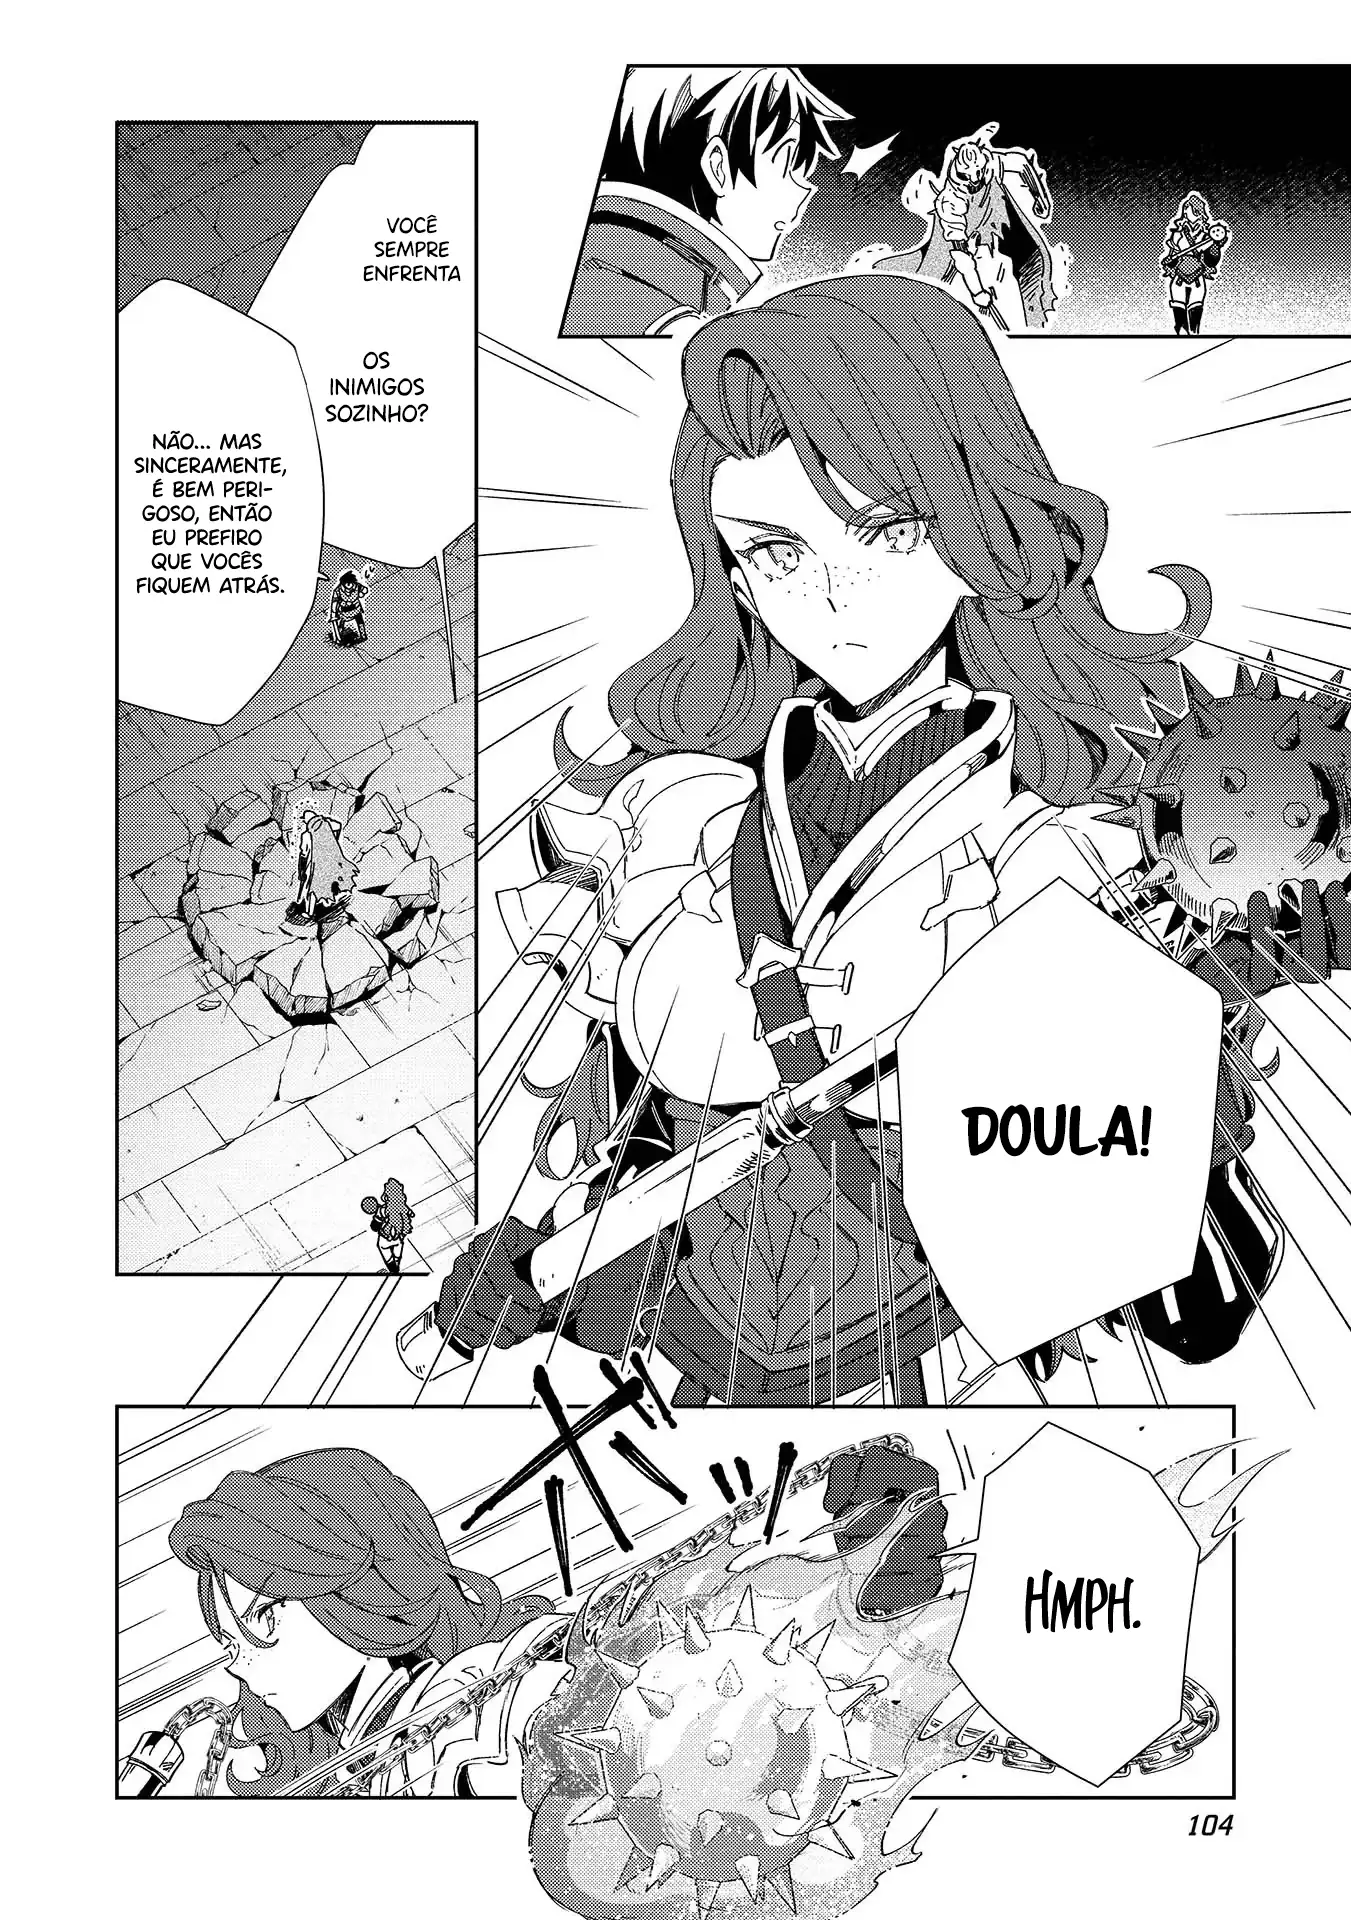 DOULA!
VOCÊ
SEMPRE
ENFRENTA
OS
INIMIGOS
SOZINHO?
NÃO... MAS
SINCERAMENTE,
É BEM PERI-
GOSO, ENTÃO
EU PREFIRO
QUE VOCÊS
FIQUEM ATRÁS.
HMPH.
ボッ
104